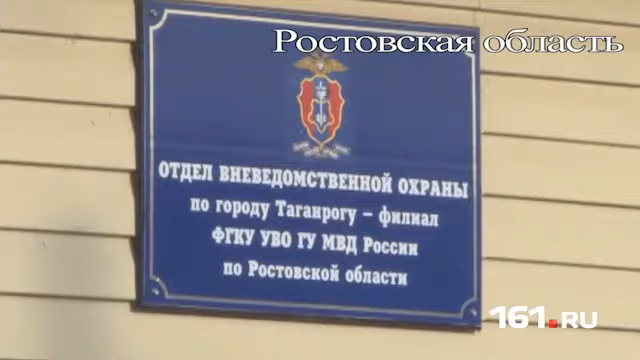 Ростовская область
ОТДЕЛ ВНЕВЕДОМСТВЕННОЙ ОХРАНЫ
по городу Таганрогу – филиал
ФГКУ УВО ГУ МВД России
по Ростовской области
161.RU